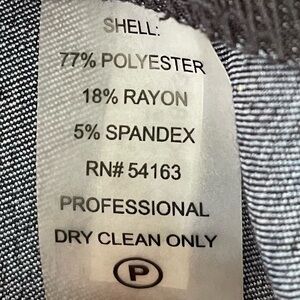 SHELL:
77% POLYESTER
18% RAYON
5% SPANDEX
RN# 54163
PROFESSIONAL
DRY CLEAN ONLY
P